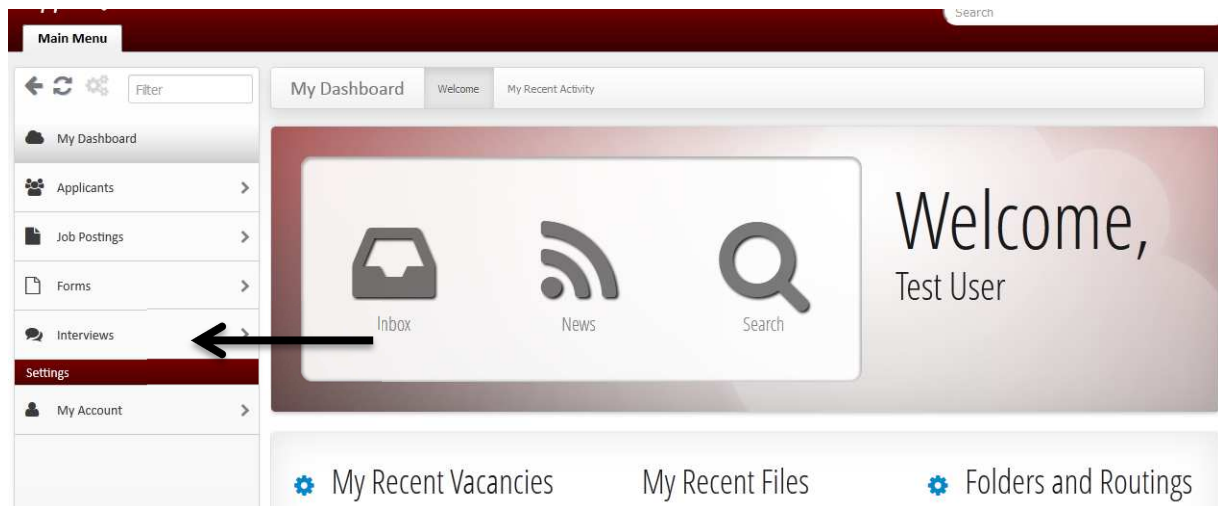 Search
Main Menu
Filter
My Dashboard
Applicants
Job Postings
Forms
Interviews
Settings
My Account
My Dashboard Welcome My Recent Activity
Inbox News Search
Welcome,
Test User
My Recent Vacancies My Recent Files Folders and Routings